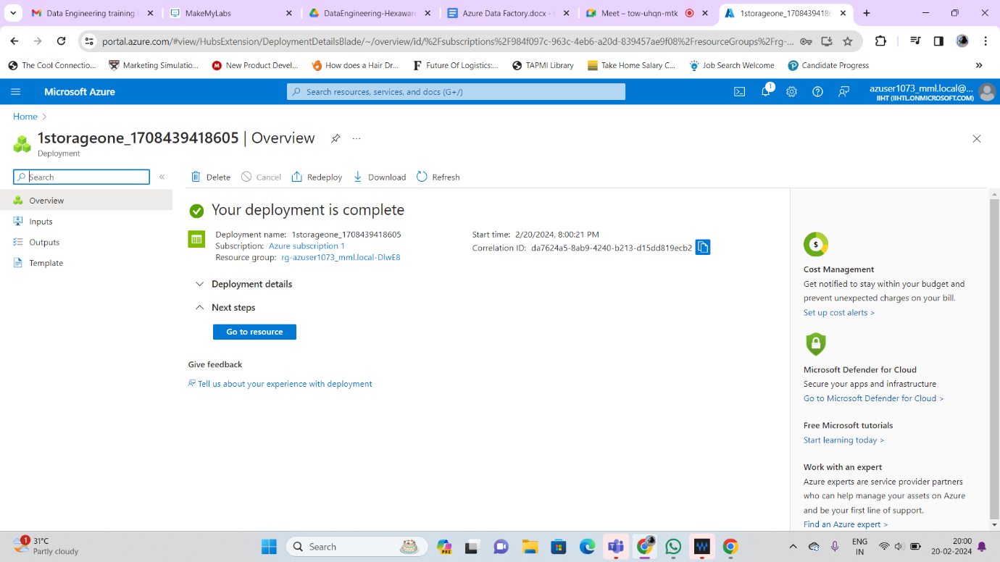 Data Engineering training
MakeMyLabs
DataEngineering-Hexaware
Azure Data Factory.docx -
Meet – tow-uhqn-mtk
1storageone_1708439418
portal.azure.com/#view/HubsExtension/DeploymentDetailsBlade/~/overview/id/%2Fsubscriptions%2F984f097c-963c-4eb6-a20d-839457ae9f08%2FresourceGroups%2Frg-...
The Cool Connectio...
Marketing Simulatio...
New Product Devel...
How does a Hair Dr...
Future Of Logistics:...
TAPMI Library
Take Home Salary C...
Job Search Welcome
Candidate Progress
Microsoft Azure
Search resources, services, and docs (G+/)
1
azuser1073_mml.local@...
IIHT (IIHTL.ONMICROSOFT.COM)
Home
1storageone_1708439418605 | Overview
Deployment
Search
Delete
Cancel
Redeploy
Download
Refresh
Overview
Inputs
Outputs
Template
Your deployment is complete
Deployment name: 1storageone_1708439418605
Subscription: Azure subscription 1
Resource group: rg-azuser1073_mml.local-DlwE8
Start time: 2/20/2024, 8:00:21 PM
Correlation ID: da7624a5-8ab9-4240-b213-d15dd819ecb2
Deployment details
Next steps
Go to resource
Give feedback
Tell us about your experience with deployment
Cost Management
Get notified to stay within your budget and
prevent unexpected charges on your bill.
Set up cost alerts >
Microsoft Defender for Cloud
Secure your apps and infrastructure
Go to Microsoft Defender for Cloud >
Free Microsoft tutorials
Start learning today >
Work with an expert
Azure experts are service provider partners
who can help manage your assets on Azure
and be your first line of support.
Find an Azure expert >
1
31°C
Partly cloudy
Search
PRE
ENG
IN
20:00
20-02-2024